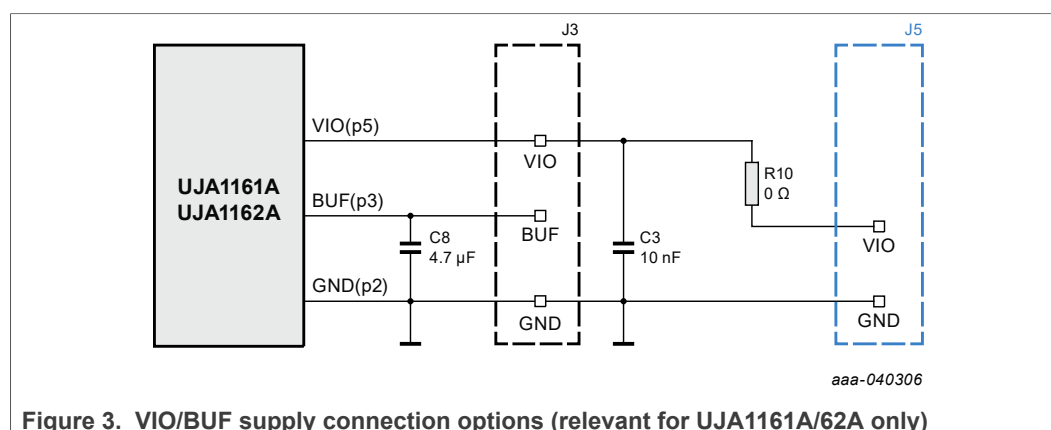 J3
J5
VIO(p5)
VIO
R10
0 Ω
UJA1161A
UJA1162A
BUF(p3)
BUF
C8
4.7 µF
C3
10 nF
VIO
GND(p2)
GND
GND
aaa-040306
Figure 3. VIO/BUF supply connection options (relevant for UJA1161A/62A only)